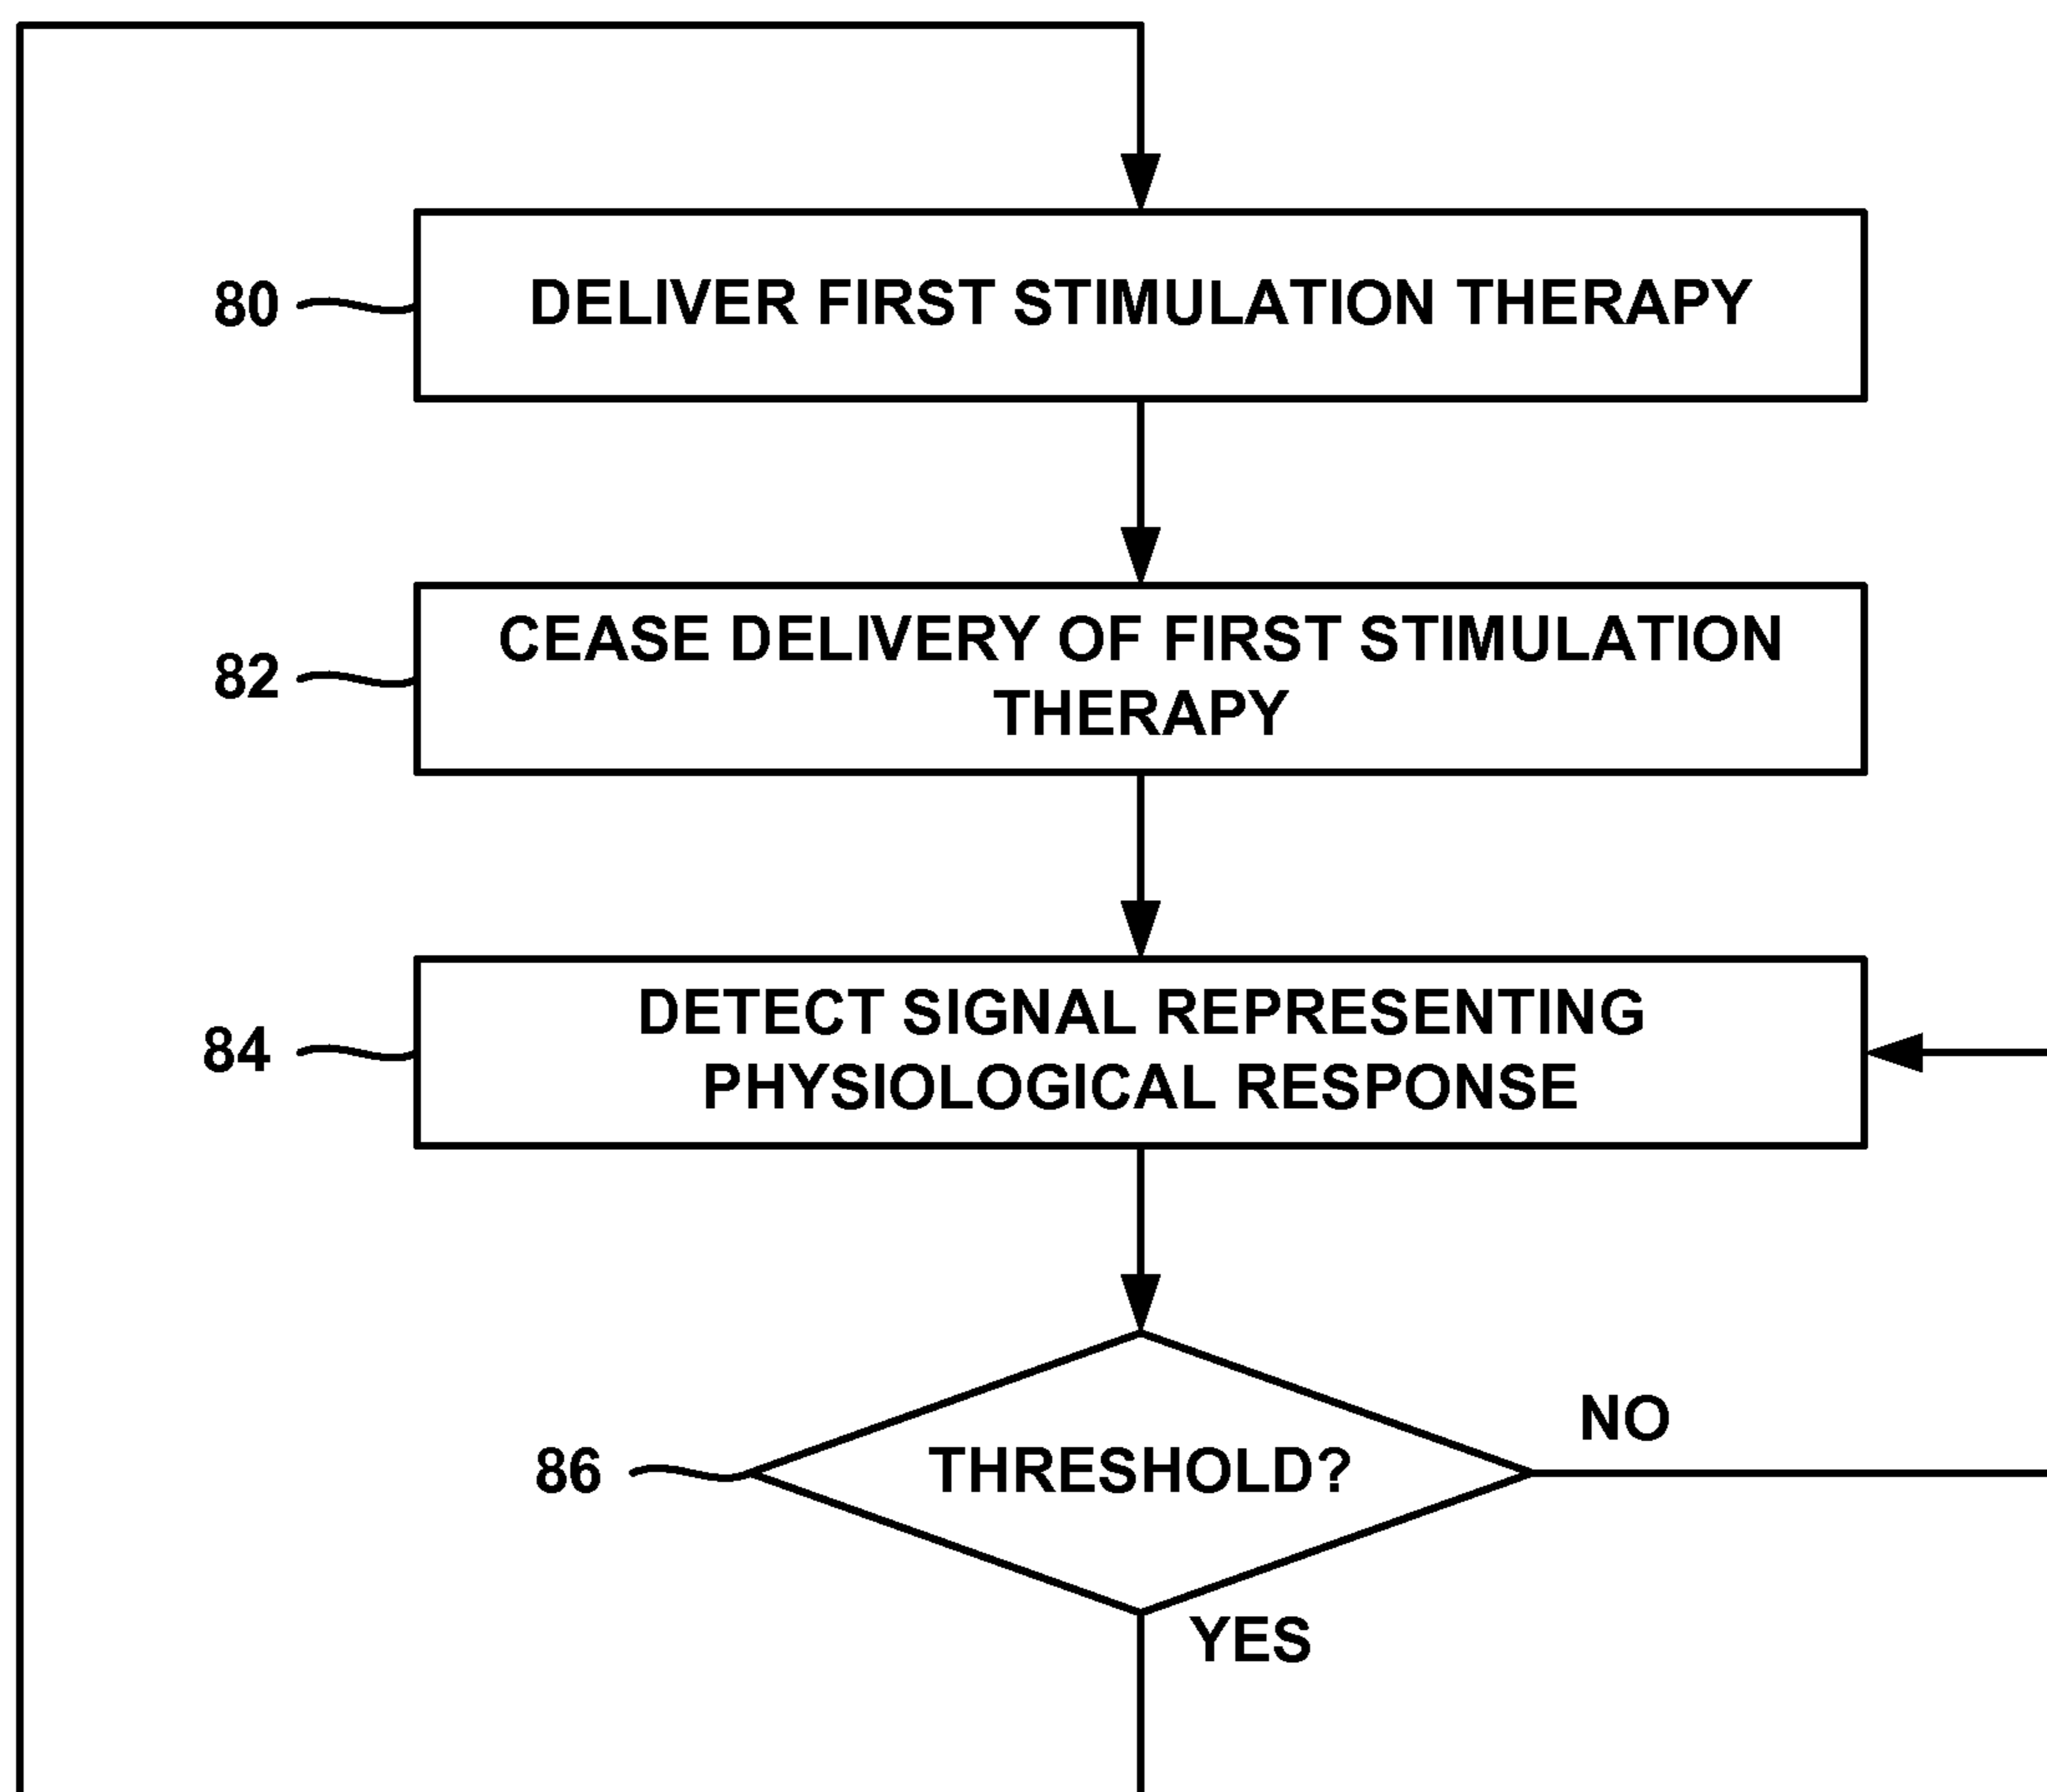 80
DELIVER FIRST STIMULATION THERAPY
82
CEASE DELIVERY OF FIRST STIMULATION
THERAPY
84
DETECT SIGNAL REPRESENTING
PHYSIOLOGICAL RESPONSE
86
THRESHOLD?
NO
YES